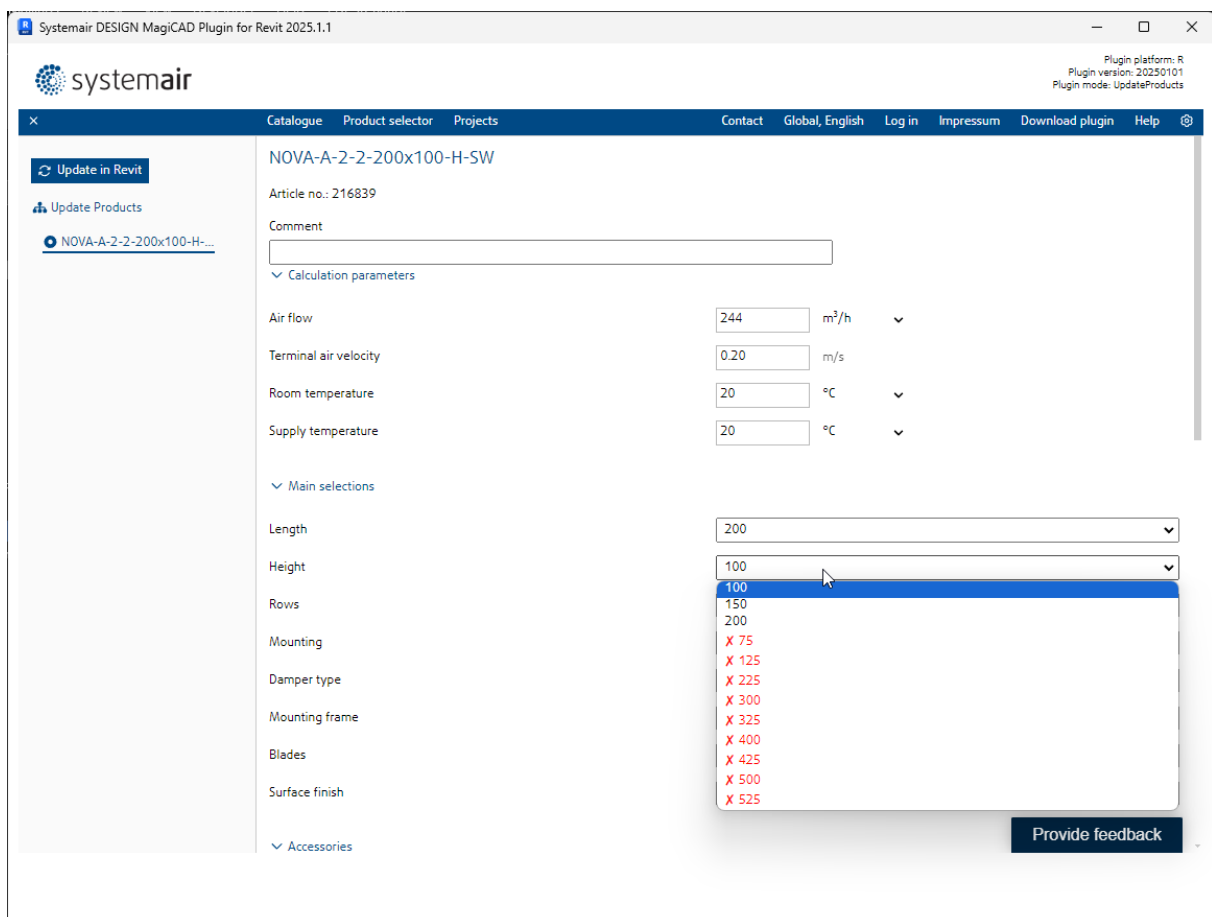 Systemair DESIGN MagiCAD Plugin for Revit 2025.1.1
systemair
Plugin platform: R
Plugin version: 20250101
Plugin mode: UpdateProducts
Catalogue Product selector Projects Contact Global, English Log in Impressum Download plugin Help
Update in Revit
Update Products
NOVA-A-2-2-200x100-H-...
NOVA-A-2-2-200x100-H-SW
Article no.: 216839
Comment
Calculation parameters
Air flow 244 m³/h
Terminal air velocity 0.20 m/s
Room temperature 20 °C
Supply temperature 20 °C
Main selections
Length 200
Height 100
Rows
Mounting
Damper type
Mounting frame
Blades
Surface finish
100
150
200
✗ 75
✗ 125
✗ 225
✗ 300
✗ 325
✗ 400
✗ 425
✗ 500
✗ 525
Provide feedback
Accessories